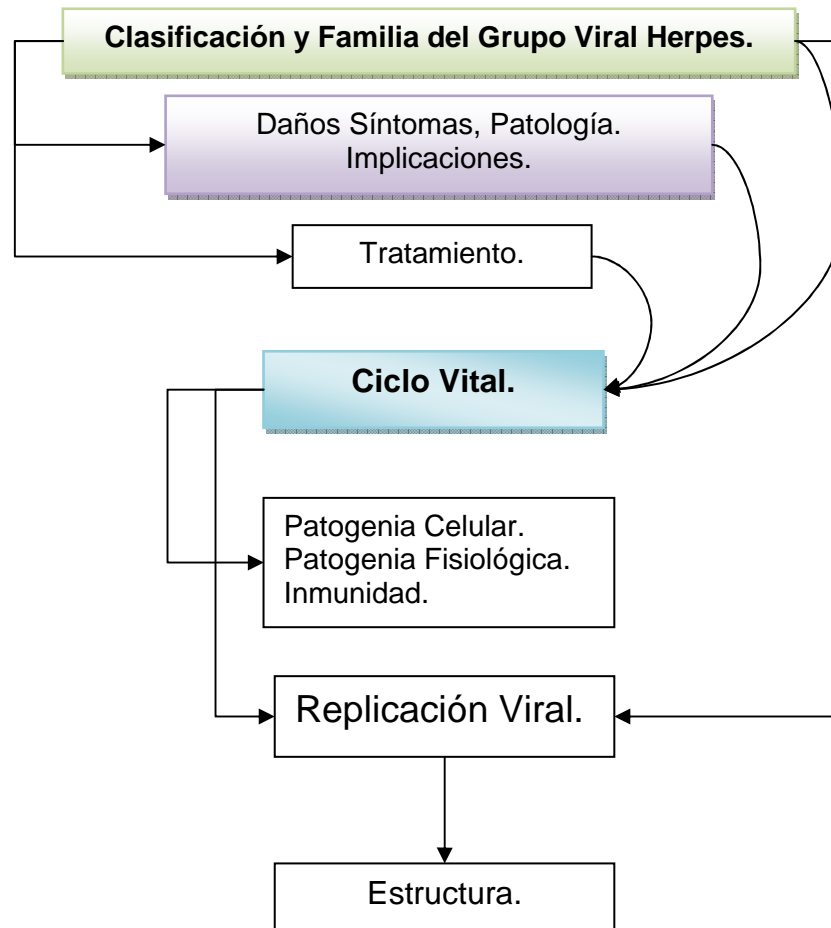 Clasificación y Familia del Grupo Viral Herpes.
Daños Síntomas, Patología.
Implicaciones.
Tratamiento.
Ciclo Vital.
Patogenia Celular.
Patogenia Fisiológica.
Inmunidad.
Replicación Viral.
Estructura.